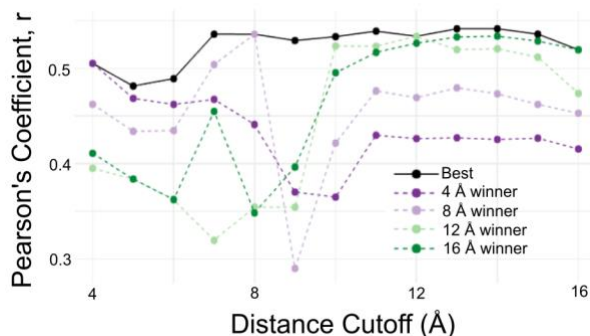 Pearson's Coefficient, r
0.5
0.4
0.3
Best
4 Å winner
8 Å winner
12 Å winner
16 Å winner
4
8
12
16
Distance Cutoff (Å)